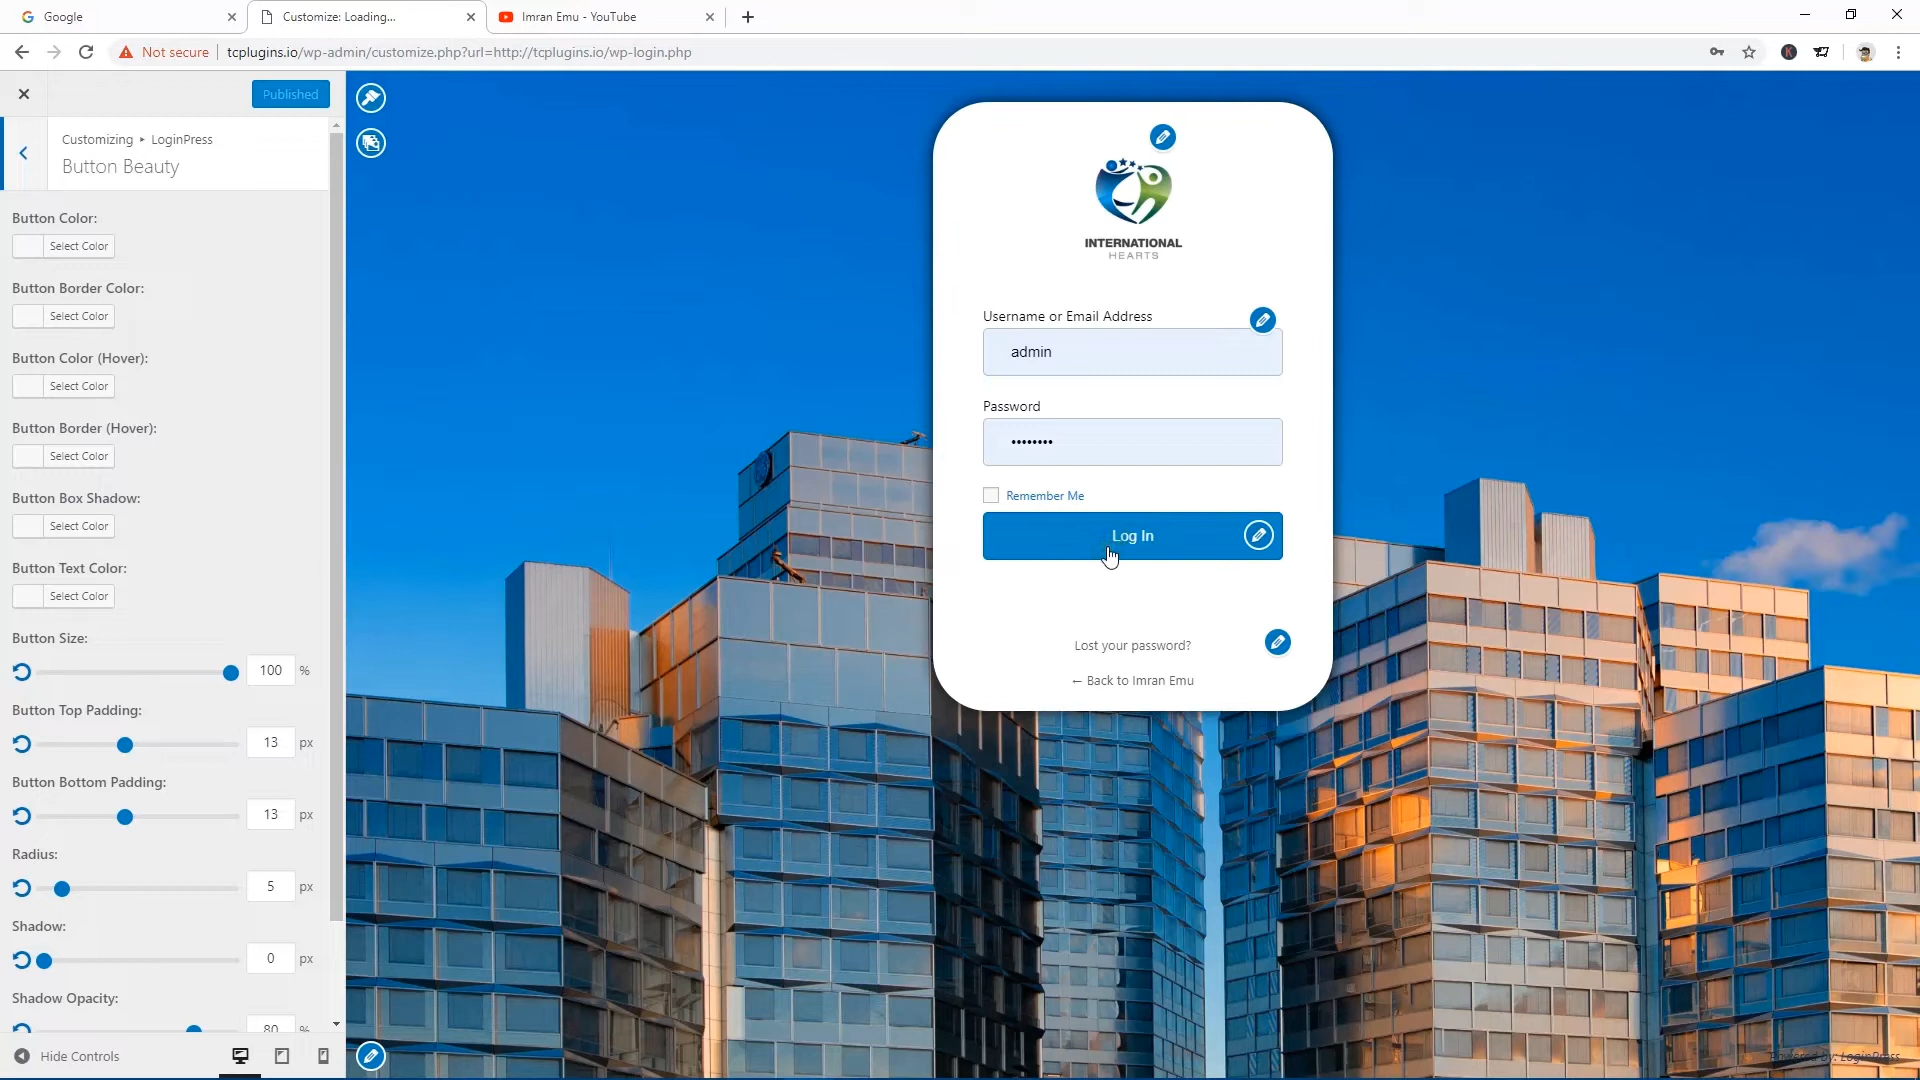 Google
Customize: Loading...
Imran Emu - YouTube
Not secure
tcplugins.io/wp-admin/customize.php?url=http://tcplugins.io/wp-login.php
K
Published
Customizing ▸ LoginPress
Button Beauty
Button Color:
Select Color
Button Border Color:
Select Color
Button Color (Hover):
Select Color
Button Border (Hover):
Select Color
Button Box Shadow:
Select Color
Button Text Color:
Select Color
Button Size:
100 %
Button Top Padding:
13 px
Button Bottom Padding:
13 px
Radius:
5 px
Shadow:
0 px
Shadow Opacity:
80 %
Hide Controls
INTERNATIONAL
HEARTS
Username or Email Address
admin
Password
••••••••
Remember Me
Log In
Lost your password?
← Back to Imran Emu
Powered by: LoginPress